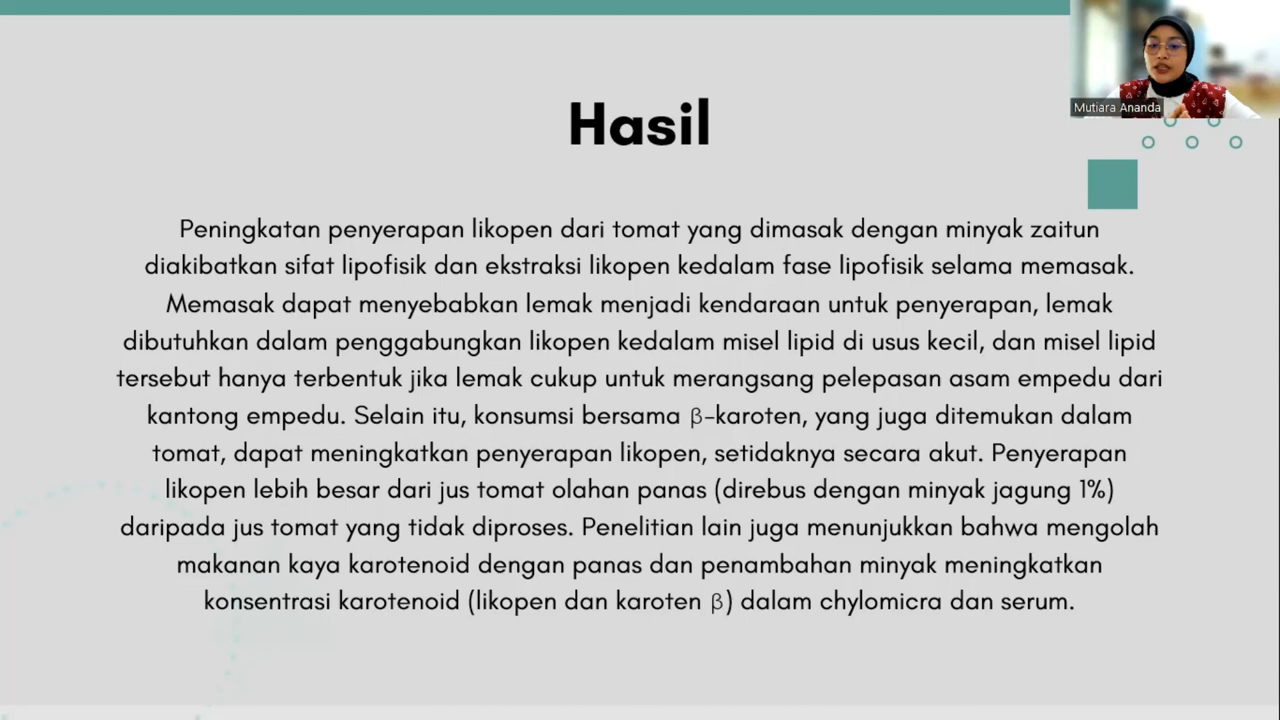 Mutiara Ananda
Hasil
Peningkatan penyerapan likopen dari tomat yang dimasak dengan minyak zaitun
diakibatkan sifat lipofisik dan ekstraksi likopen kedalam fase lipofisik selama memasak.
Memasak dapat menyebabkan lemak menjadi kendaraan untuk penyerapan, lemak
dibutuhkan dalam penggabungkan likopen kedalam misel lipid di usus kecil, dan misel lipid
tersebut hanya terbentuk jika lemak cukup untuk merangsang pelepasan asam empedu dari
kantong empedu. Selain itu, konsumsi bersama β-karoten, yang juga ditemukan dalam
tomat, dapat meningkatkan penyerapan likopen, setidaknya secara akut. Penyerapan
likopen lebih besar dari jus tomat olahan panas (direbus dengan minyak jagung 1%)
daripada jus tomat yang tidak diproses. Penelitian lain juga menunjukkan bahwa mengolah
makanan kaya karotenoid dengan panas dan penambahan minyak meningkatkan
konsentrasi karotenoid (likopen dan karoten β) dalam chylomicra dan serum.